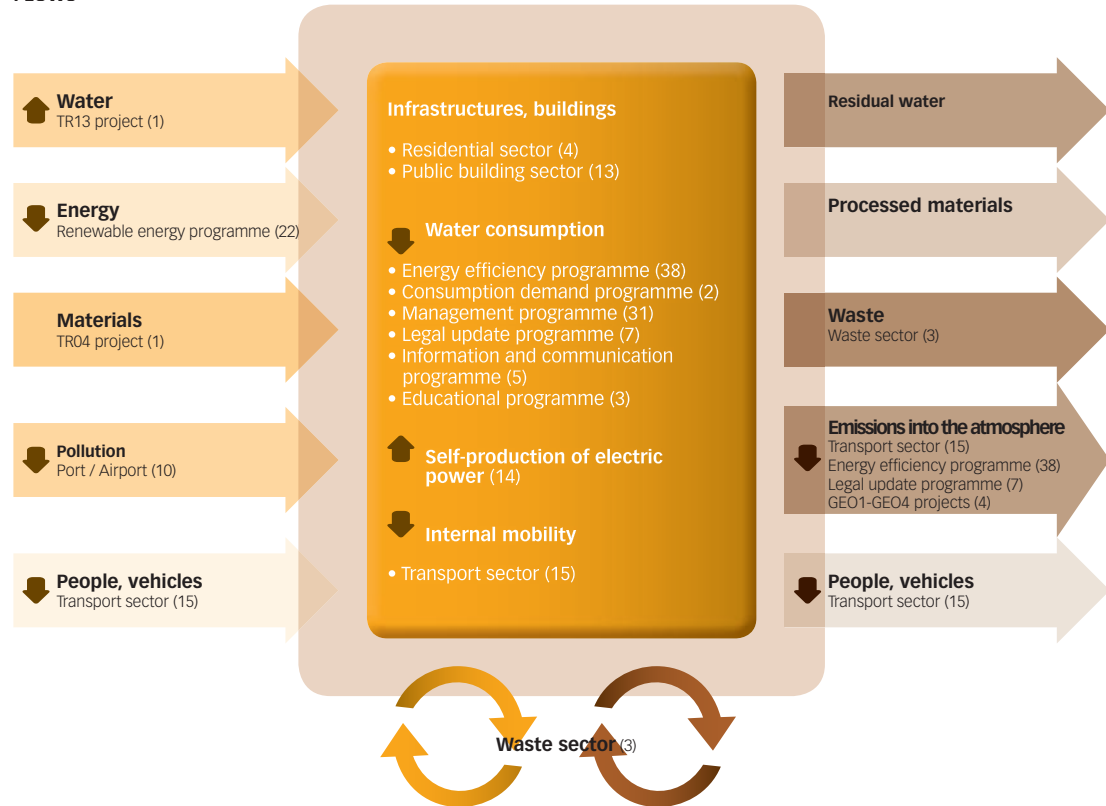 Water
TR13 project (1)
Energy
Renewable energy programme (22)
Materials
TR04 project (1)
Pollution
Port / Airport (10)
People, vehicles
Transport sector (15)
Infrastructures, buildings
• Residential sector (4)
• Public building sector (13)
Water consumption
• Energy efficiency programme (38)
• Consumption demand programme (2)
• Management programme (31)
• Legal update programme (7)
• Information and communication
programme (5)
• Educational programme (3)
Self-production of electric
power (14)
Internal mobility
• Transport sector (15)
Residual water
Processed materials
Waste
Waste sector (3)
Emissions into the atmosphere
Transport sector (15)
Energy efficiency programme (38)
Legal update programme (7)
GEO1-GEO4 projects (4)
People, vehicles
Transport sector (15)
Waste sector (3)